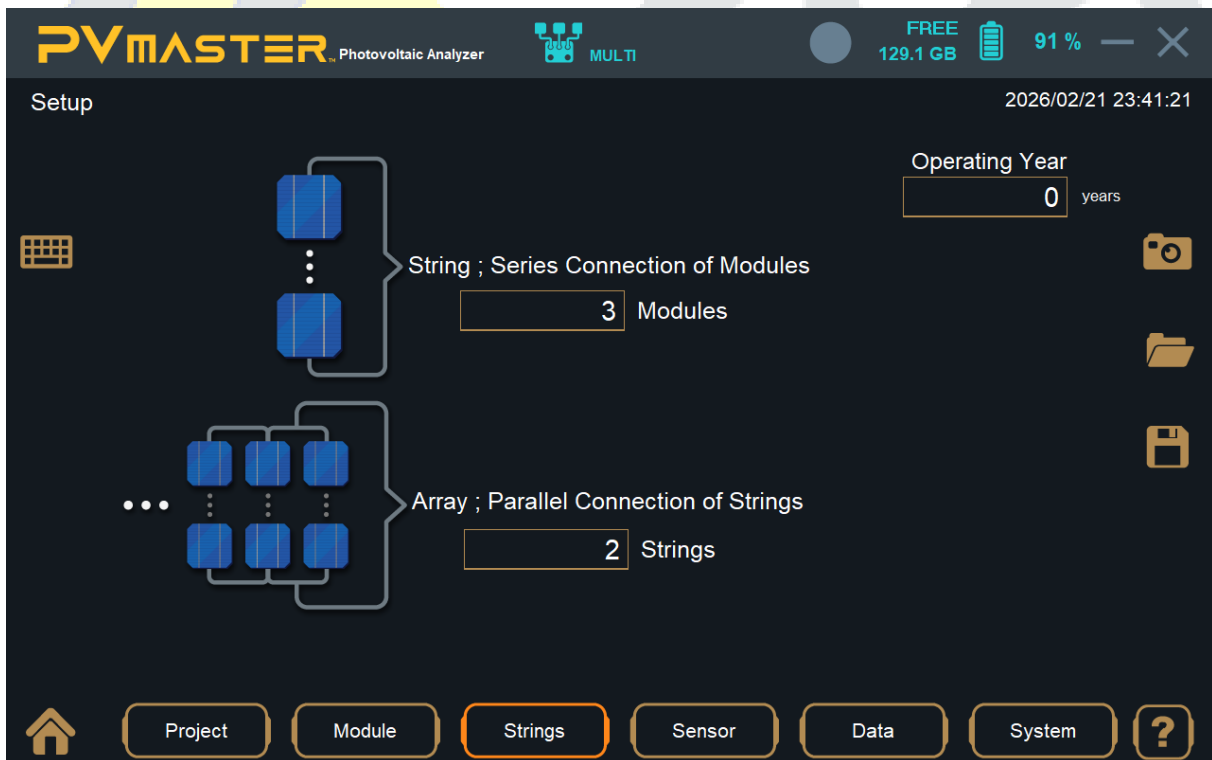 PVMASTER™ Photovoltaic Analyzer MULTI FREE 129.1 GB 91 %
Setup 2026/02/21 23:41:21
Operating Year
0 years
String ; Series Connection of Modules
3 Modules
Array ; Parallel Connection of Strings
2 Strings
Project Module Strings Sensor Data System ?